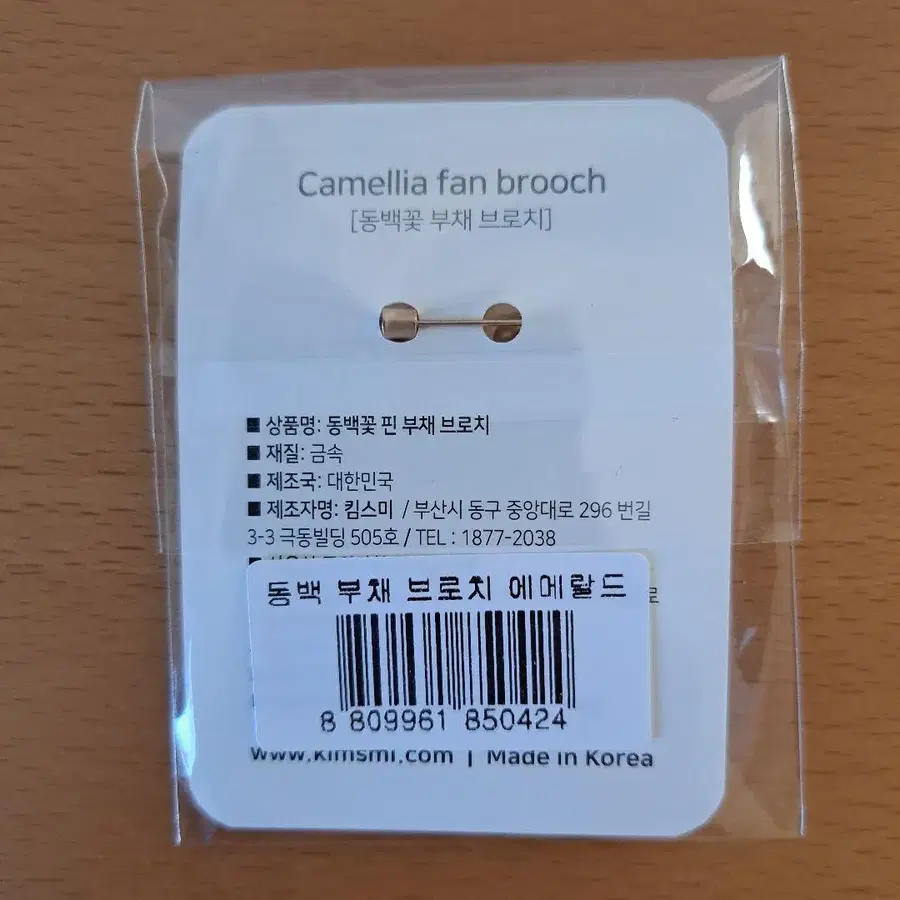 Camellia fan brooch
[동백꽃 부채 브로치]
■ 상품명: 동백꽃 핀 부채 브로치
■ 재질: 금속
■ 제조국: 대한민국
■ 제조자명: 킴스미 / 부산시 동구 중앙대로 296 번길
3-3 극동빌딩 505호 / TEL : 1877-2038
로
동백 부채 브로치 에메랄드
8 809961 850424
www.kimsmi.com | Made in Korea